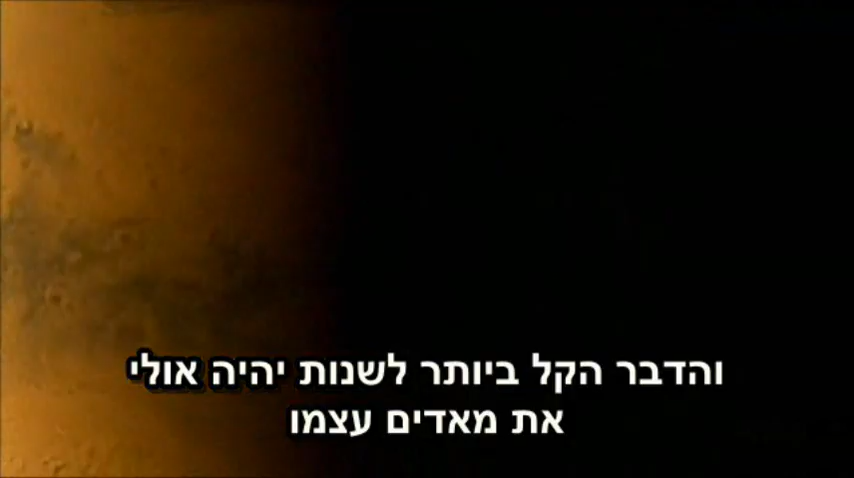 והדבר הקל ביותר לשנות יהיה אולי
את מאדים עצמו